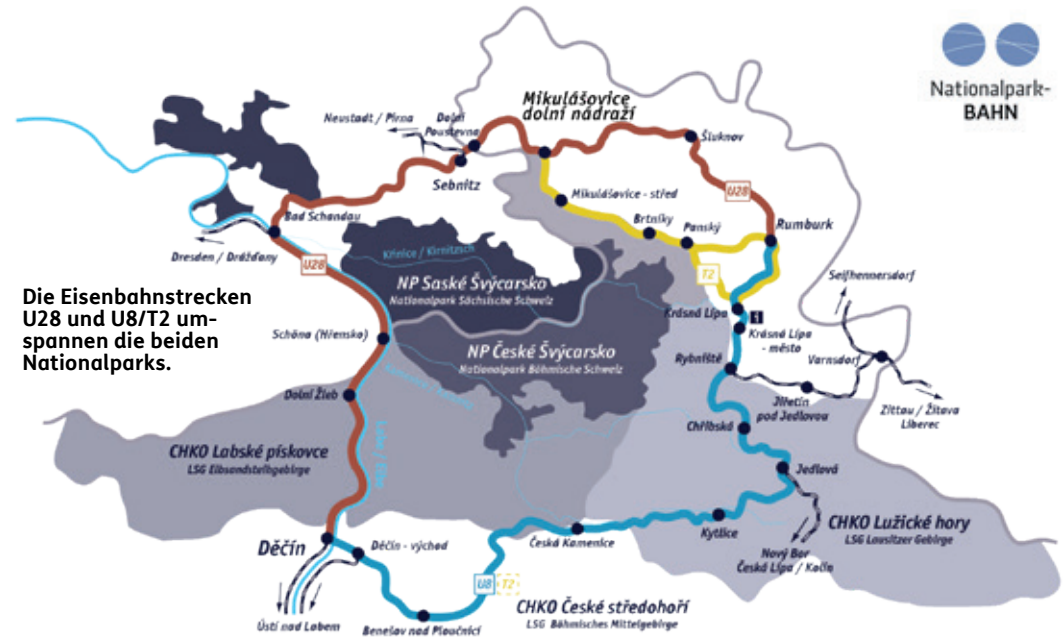 Nationalpark-
BAHN
Mikulášovice
dolní nádraží
Neustadt / Pirna
Dolní
Poustevna
Šluknov
Sebnitz
U28
Mikulášovice - střed
Bad Schandau
Brtníky
Panský
Rumburk
Dresden / Drážďany
Křinice / Kirnitzsch
U28
T2
NP Saské Švýcarsko
Nationalpark Sächsische Schweiz
Seifhennersdorf
Die Eisenbahnstrecken
U28 und U8/T2 um-
spannen die beiden
Nationalparks.
Krásná Lípa
Krásná Lípa
- město
Schöna (Hřensko)
NP České Švýcarsko
Nationalpark Böhmische Schweiz
Rybniště
Varnsdorf
Dolní Žleb
Jiřetín
pod Jedlovou
Zittau / Žitava
Liberec
Chřibská
CHKO Labské pískovce
LSG Elbsandsteingebirge
Labe / Elbe
Jedlová
Kytlice
CHKO Lužické hory
LSG Lausitzer Gebirge
Děčín
Děčín - východ
Česká Kamenice
Nový Bor
Česká Lípa / Kolín
U8 T2
CHKO České středohoří
LSG Böhmisches Mittelgebirge
Ústí nad Labem
Benešov nad Ploučnicí